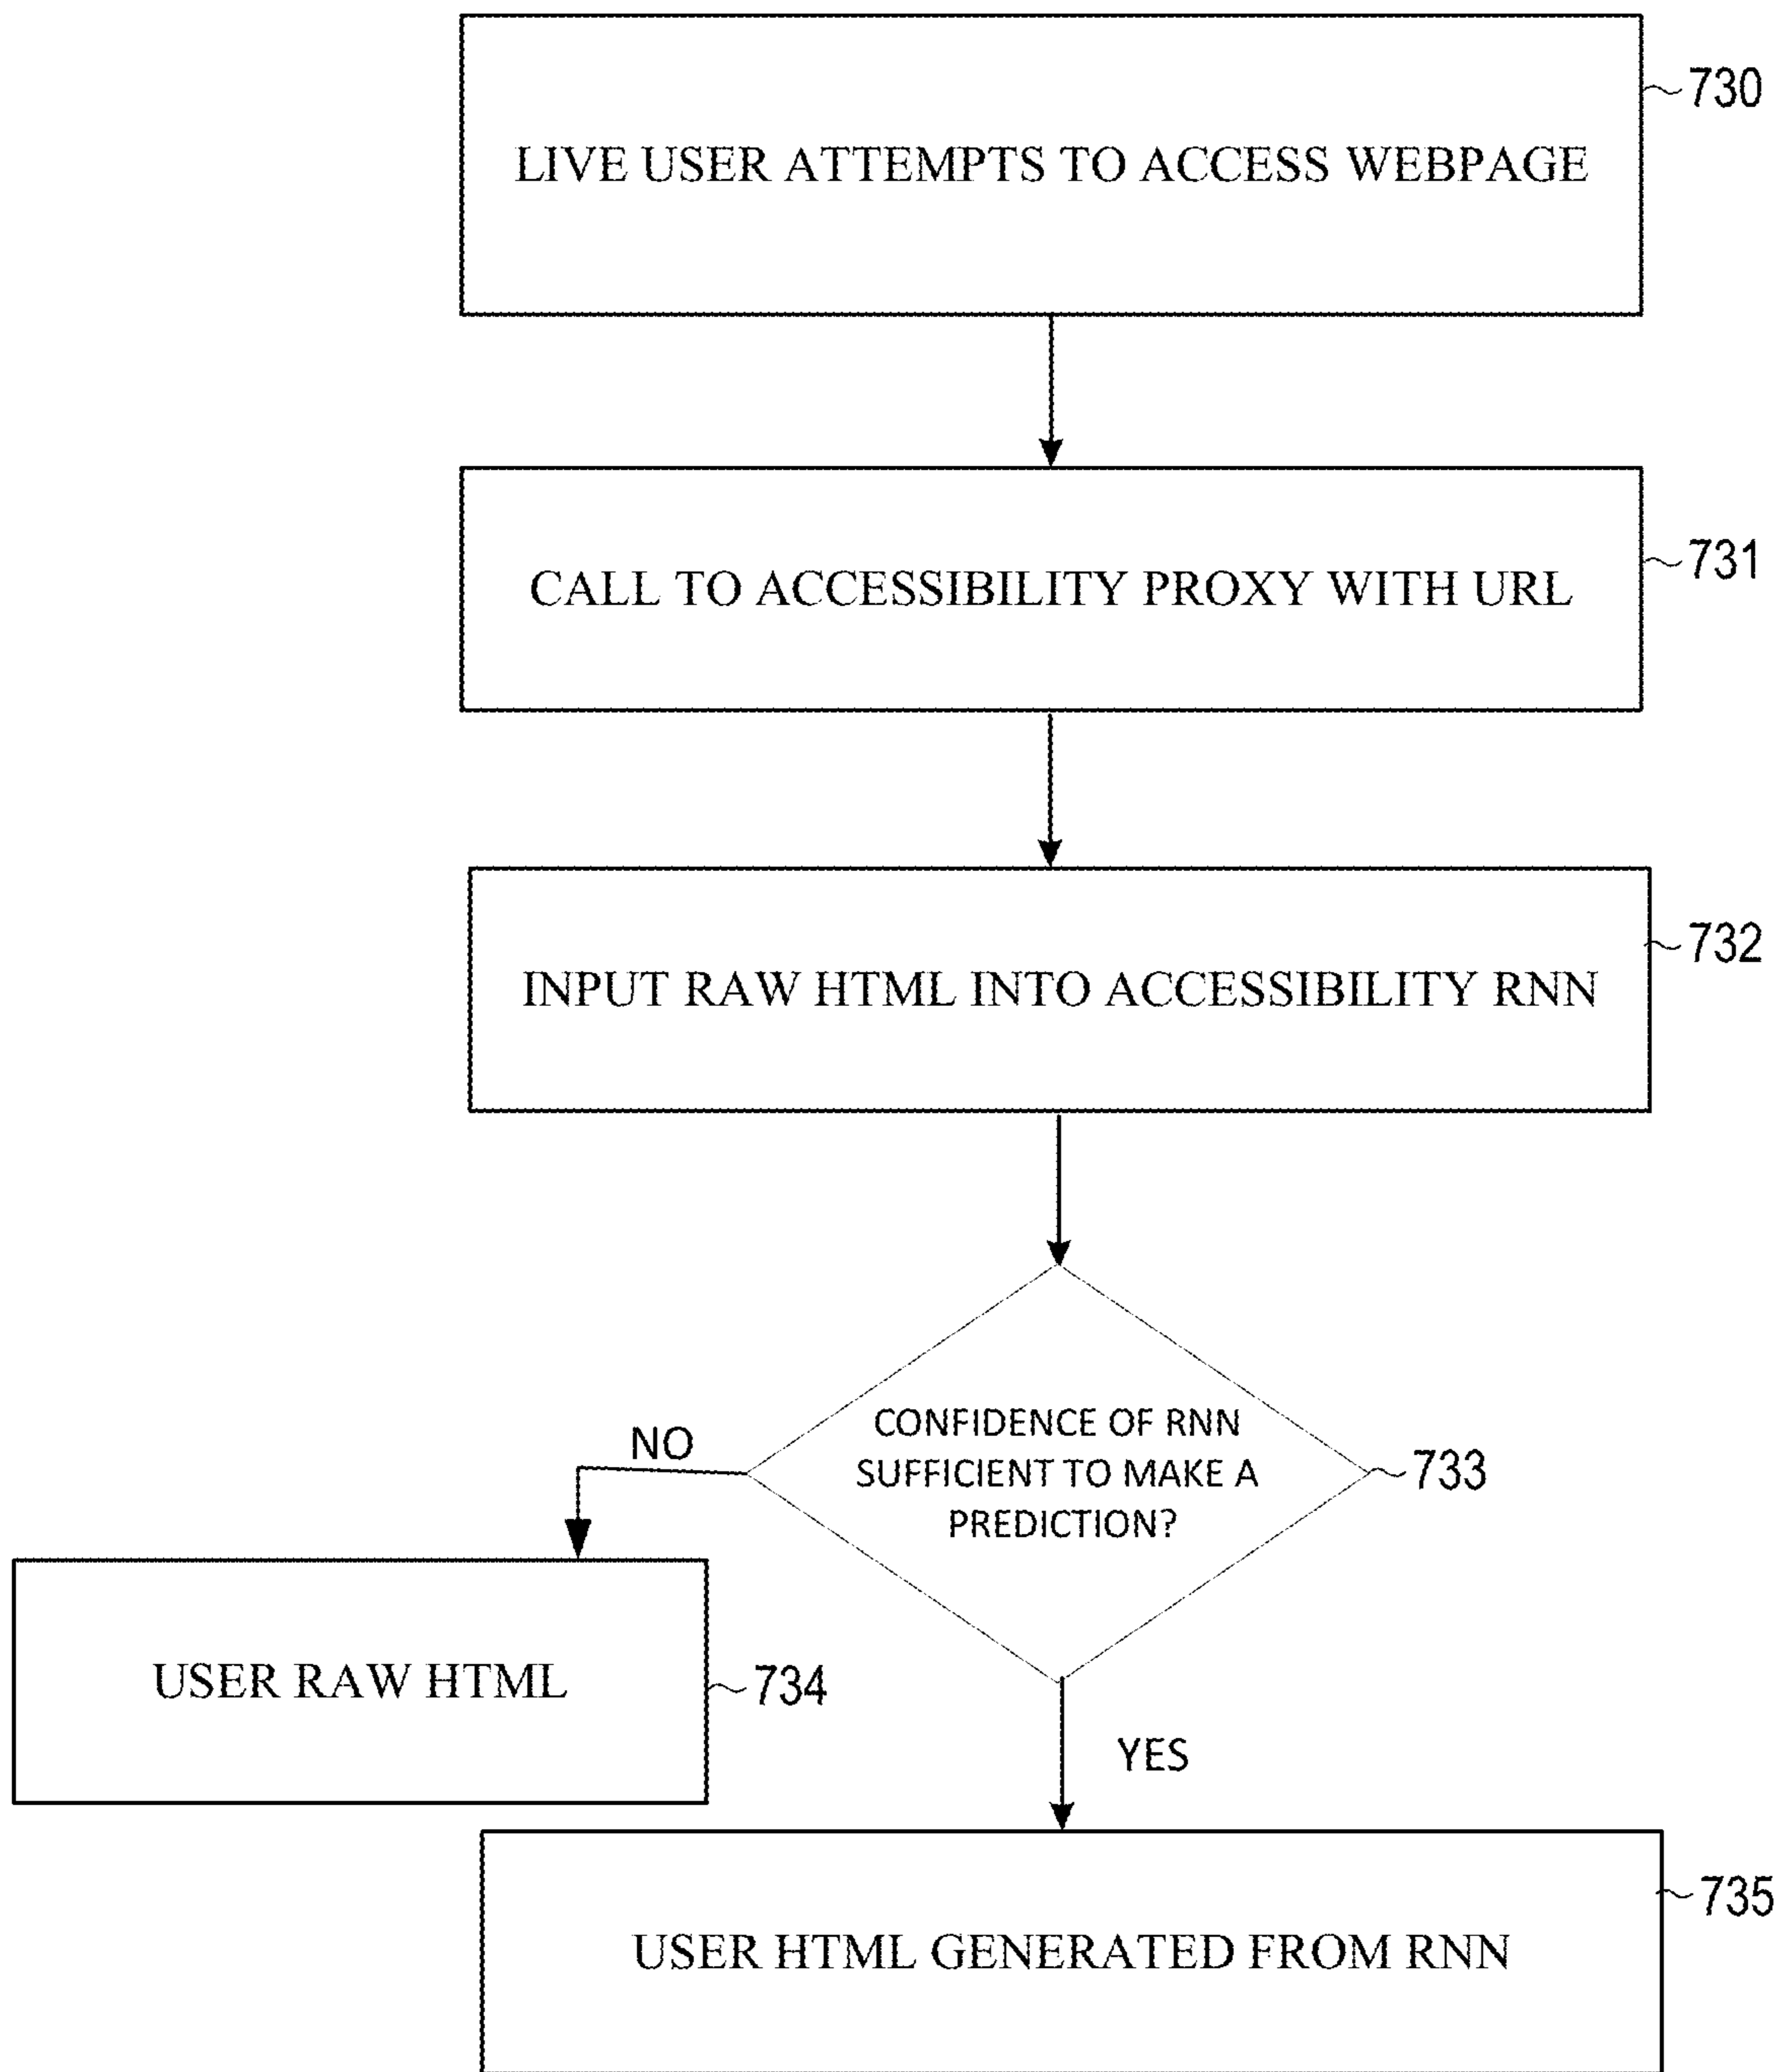 LIVE USER ATTEMPTS TO ACCESS WEBPAGE
730
CALL TO ACCESSIBILITY PROXY WITH URL
731
INPUT RAW HTML INTO ACCESSIBILITY RNN
732
CONFIDENCE OF RNN
SUFFICIENT TO MAKE A
PREDICTION?
733
NO
USER RAW HTML
734
YES
USER HTML GENERATED FROM RNN
735